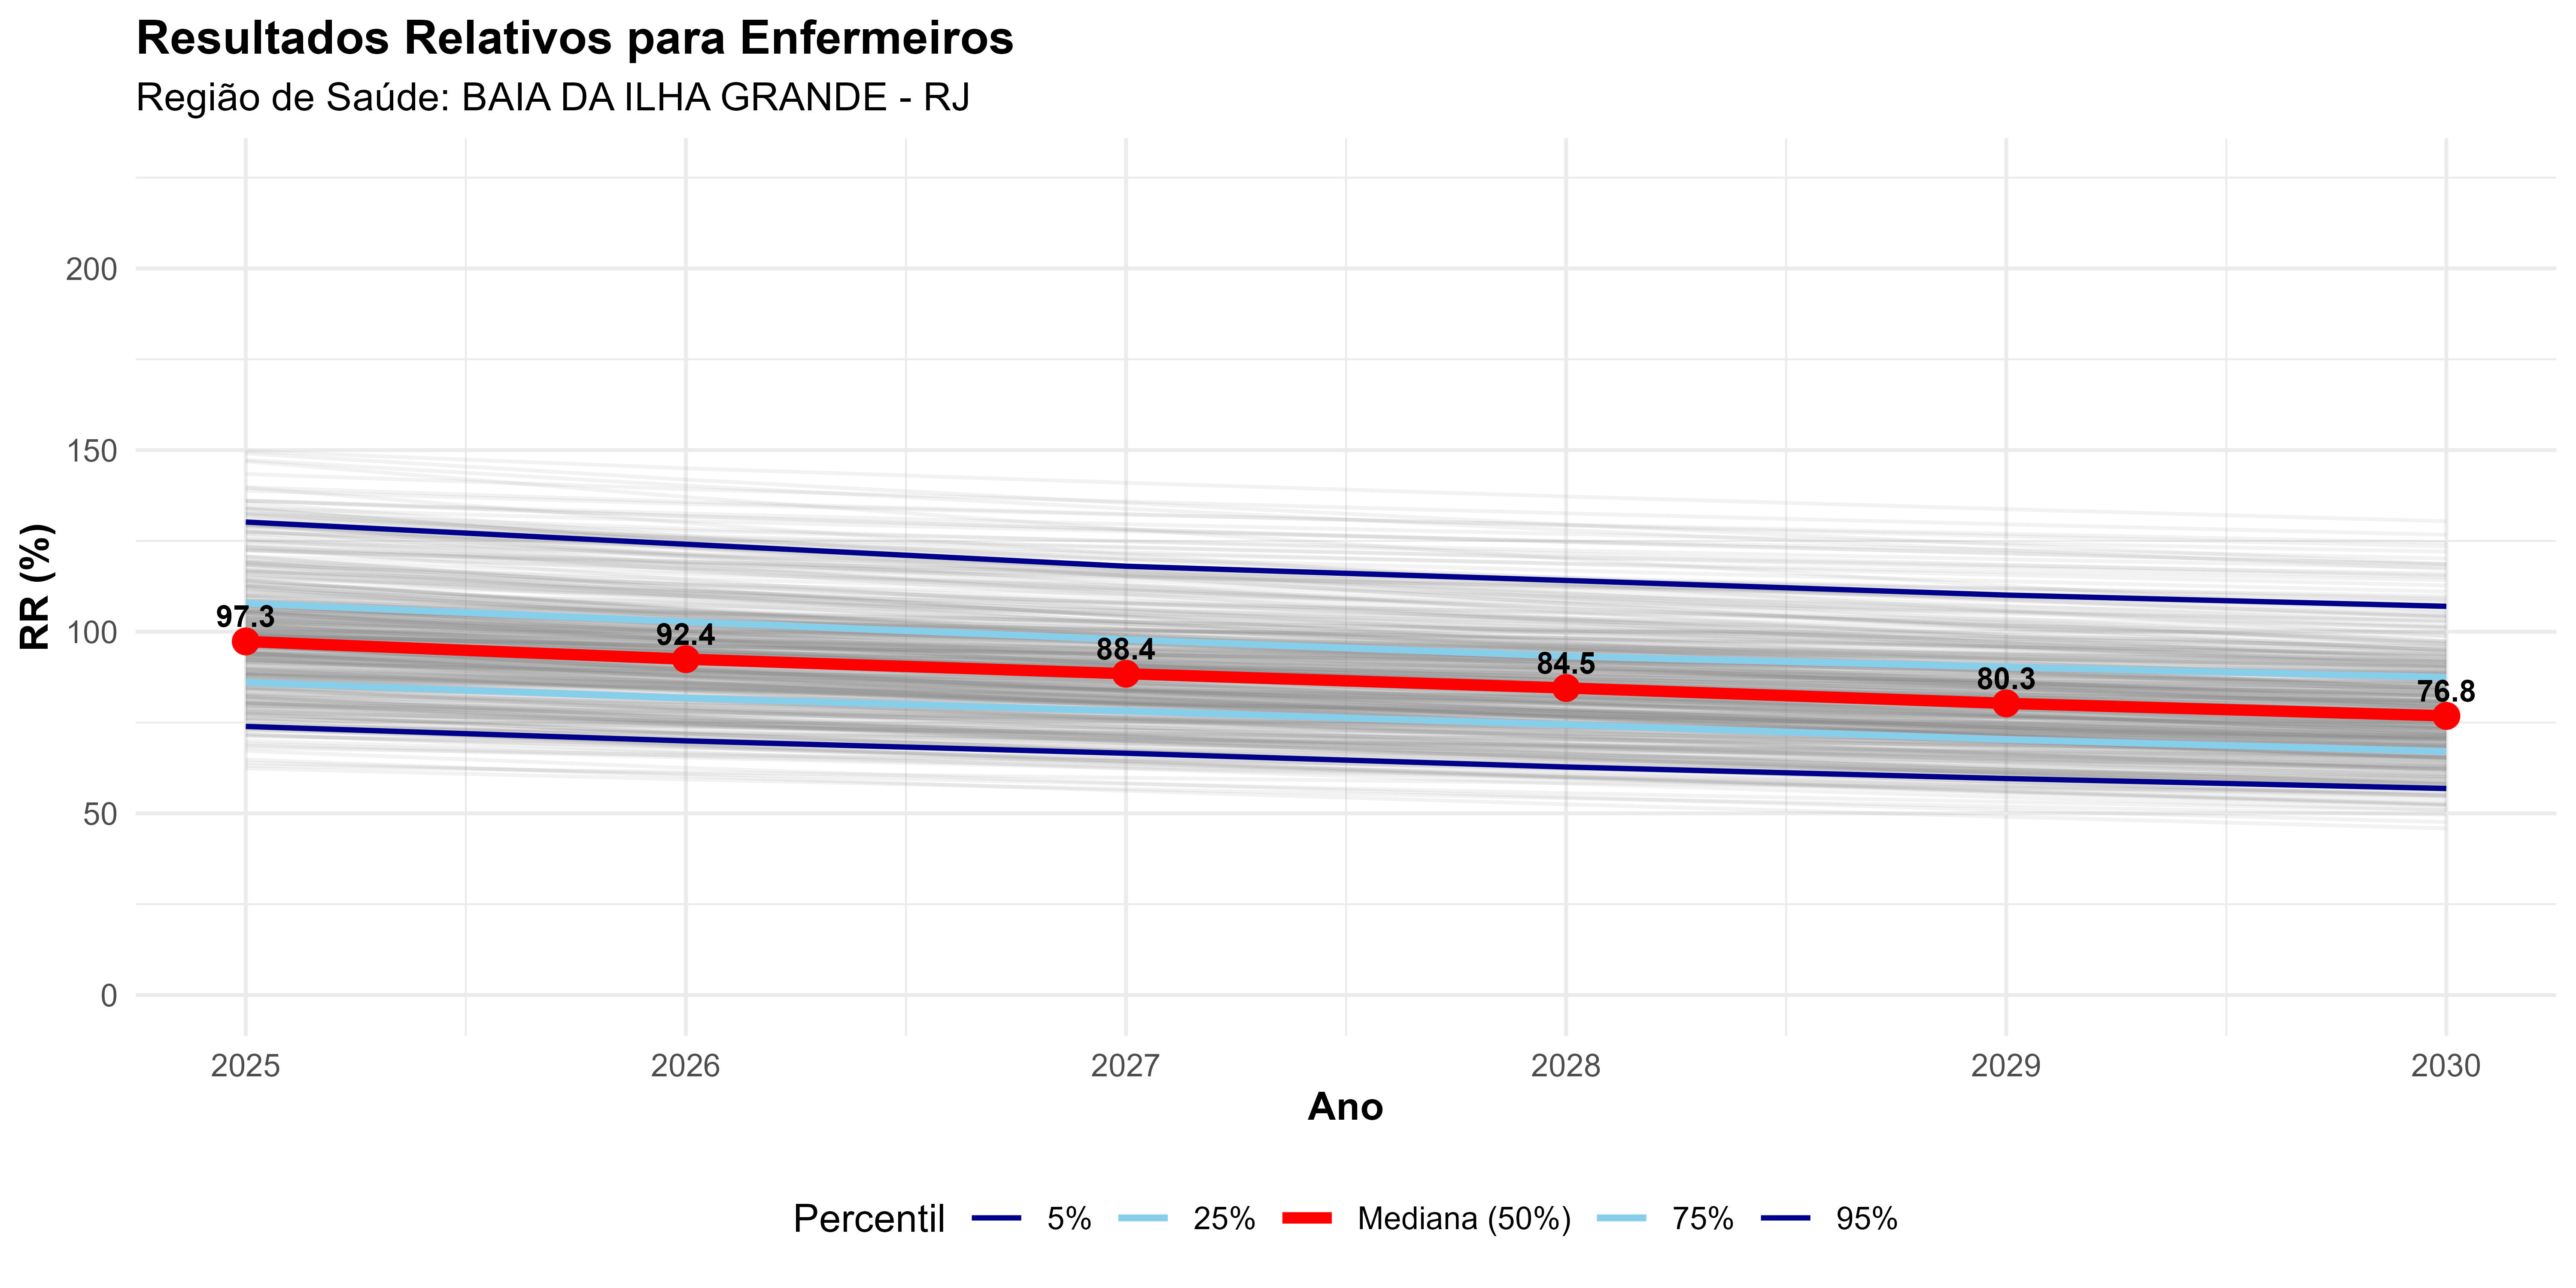 Resultados Relativos para Enfermeiros
Região de Saúde: BAIA DA ILHA GRANDE - RJ
RR (%)
200
150
100
50
0
97.3
92.4
88.4
84.5
80.3
76.8
2025 2026 2027 2028 2029 2030
Ano
Percentil 5% 25% Mediana (50%) 75% 95%